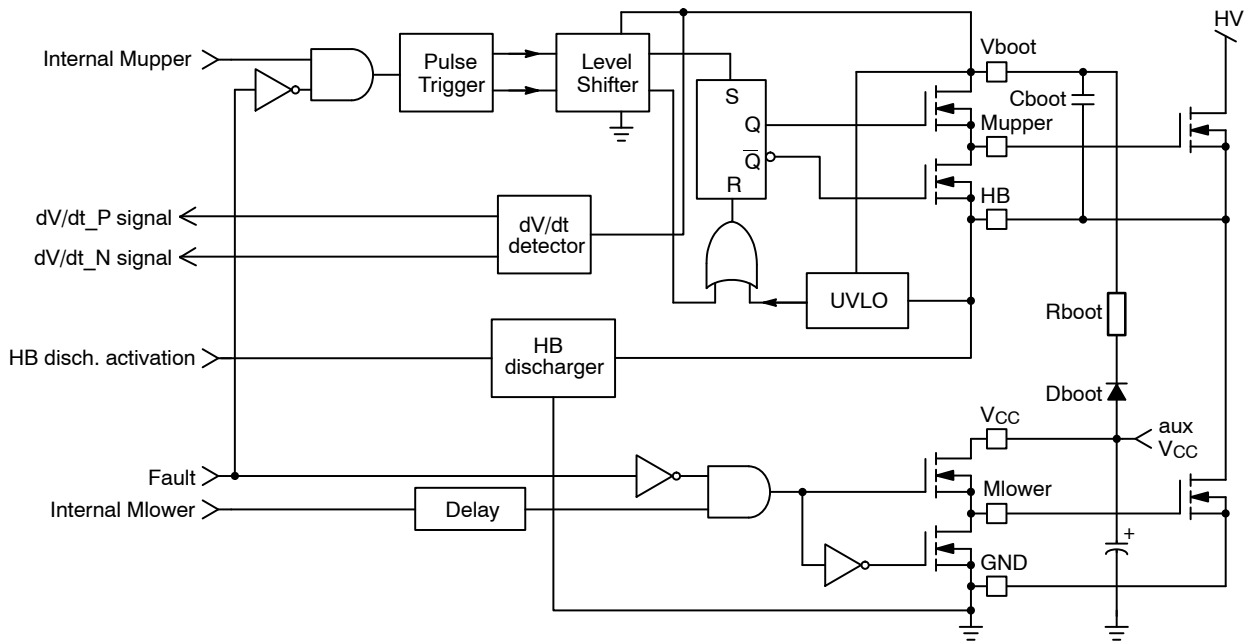 HV
Internal Mupper
Pulse
Trigger
Level
Shifter
Vboot
Cboot
S
Q
Q̅
R
Mupper
HB
dV/dt_P signal
dV/dt_N signal
dV/dt
detector
UVLO
Rboot
HB disch. activation
HB
discharger
Dboot
VCC
aux
VCC
Fault
Internal Mlower
Delay
Mlower
GND
+